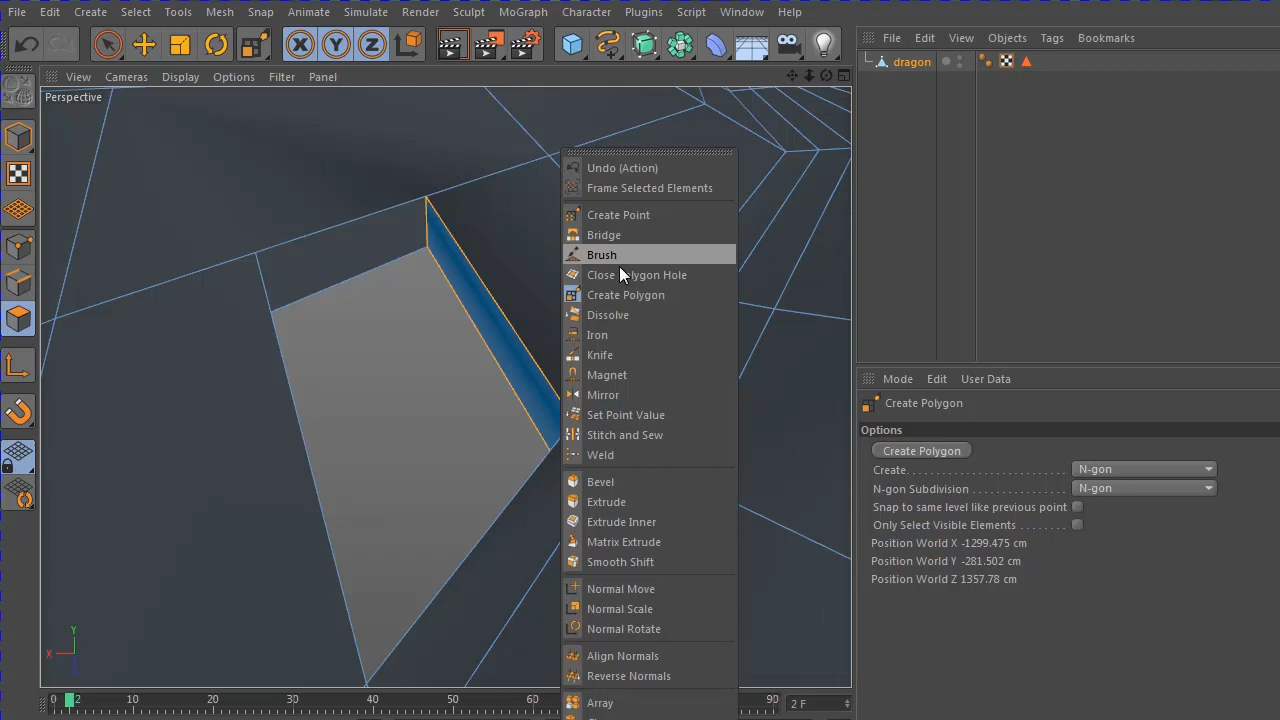 File Edit Create Select Tools Mesh Snap Animate Simulate Render Sculpt MoGraph Character Plugins Script Window Help
File Edit View Objects Tags Bookmarks
dragon
View Cameras Display Options Filter Panel
Perspective
Undo (Action)
Frame Selected Elements
Create Point
Bridge
Brush
Close Polygon Hole
Create Polygon
Dissolve
Iron
Knife
Magnet
Mirror
Set Point Value
Stitch and Sew
Weld
Bevel
Extrude
Extrude Inner
Matrix Extrude
Smooth Shift
Normal Move
Normal Scale
Normal Rotate
Align Normals
Reverse Normals
Array
Mode Edit User Data
Create Polygon
Options
Create Polygon
Create N-gon
N-gon Subdivision N-gon
Snap to same level like previous point
Only Select Visible Elements
Position World X -1299.475 cm
Position World Y -281.502 cm
Position World Z 1357.78 cm
Y
X
0 2 10 20 30 40 50 60 90 2 F